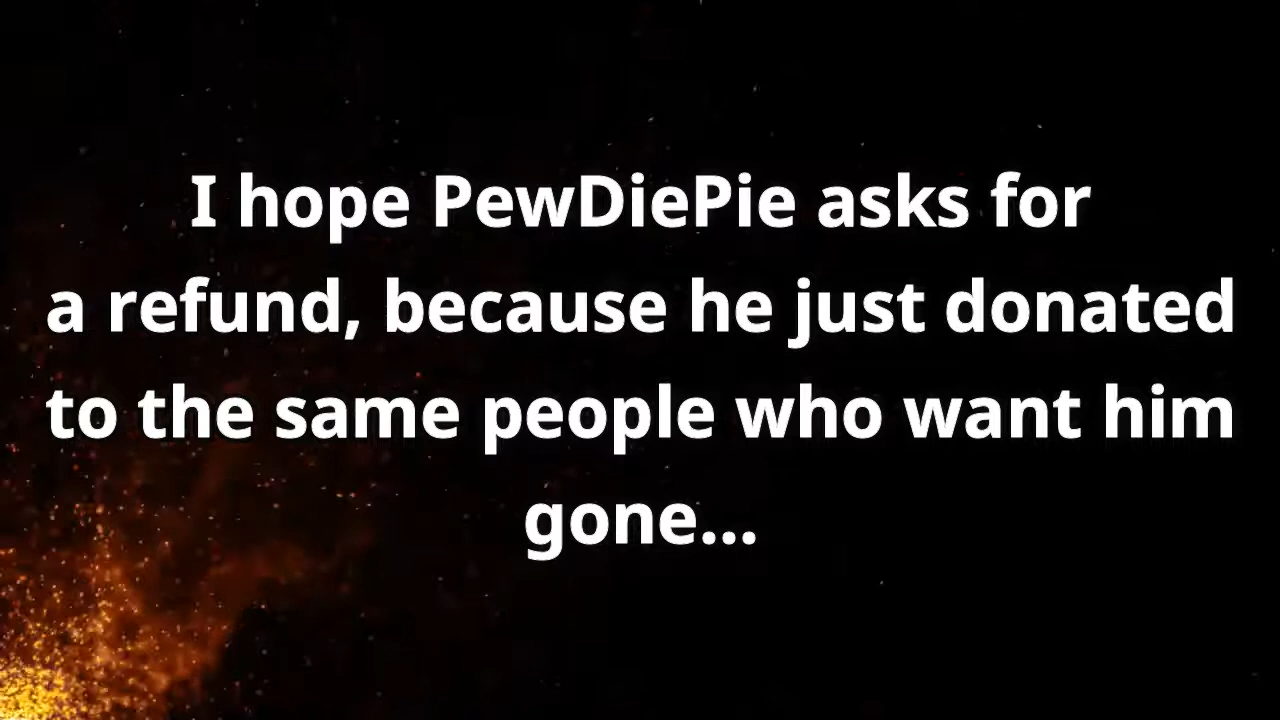 I hope PewDiePie asks for
a refund, because he just donated
to the same people who want him
gone...